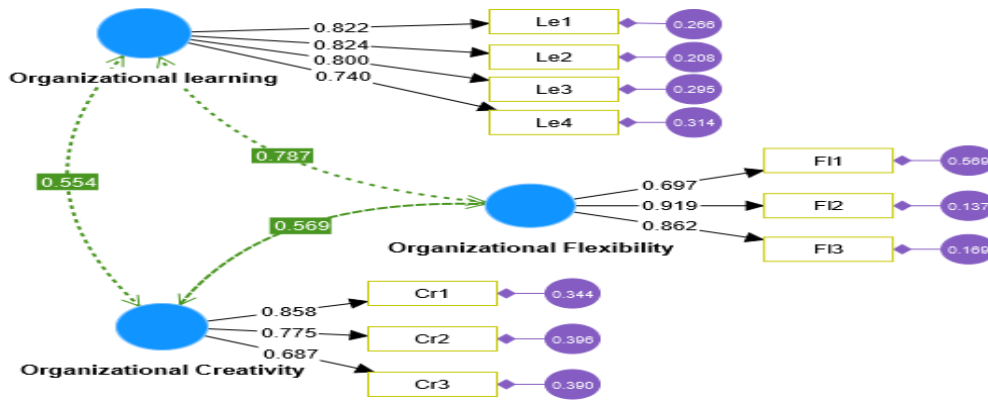 0.822
Le1
0.266
0.824
Le2
0.208
0.800
Le3
0.295
0.740
Le4
0.314
Organizational learning
0.787
0.554
0.569
0.697
Fl1
0.569
0.919
Fl2
0.137
0.862
Fl3
0.169
Organizational Flexibility
0.858
Cr1
0.344
0.775
Cr2
0.396
0.687
Cr3
0.390
Organizational Creativity